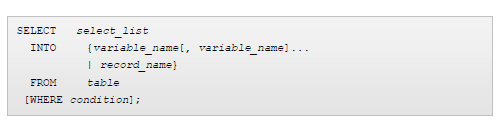 SELECT select_list
INTO {variable_name[, variable_name]...
| record_name}
FROM table
[WHERE condition];